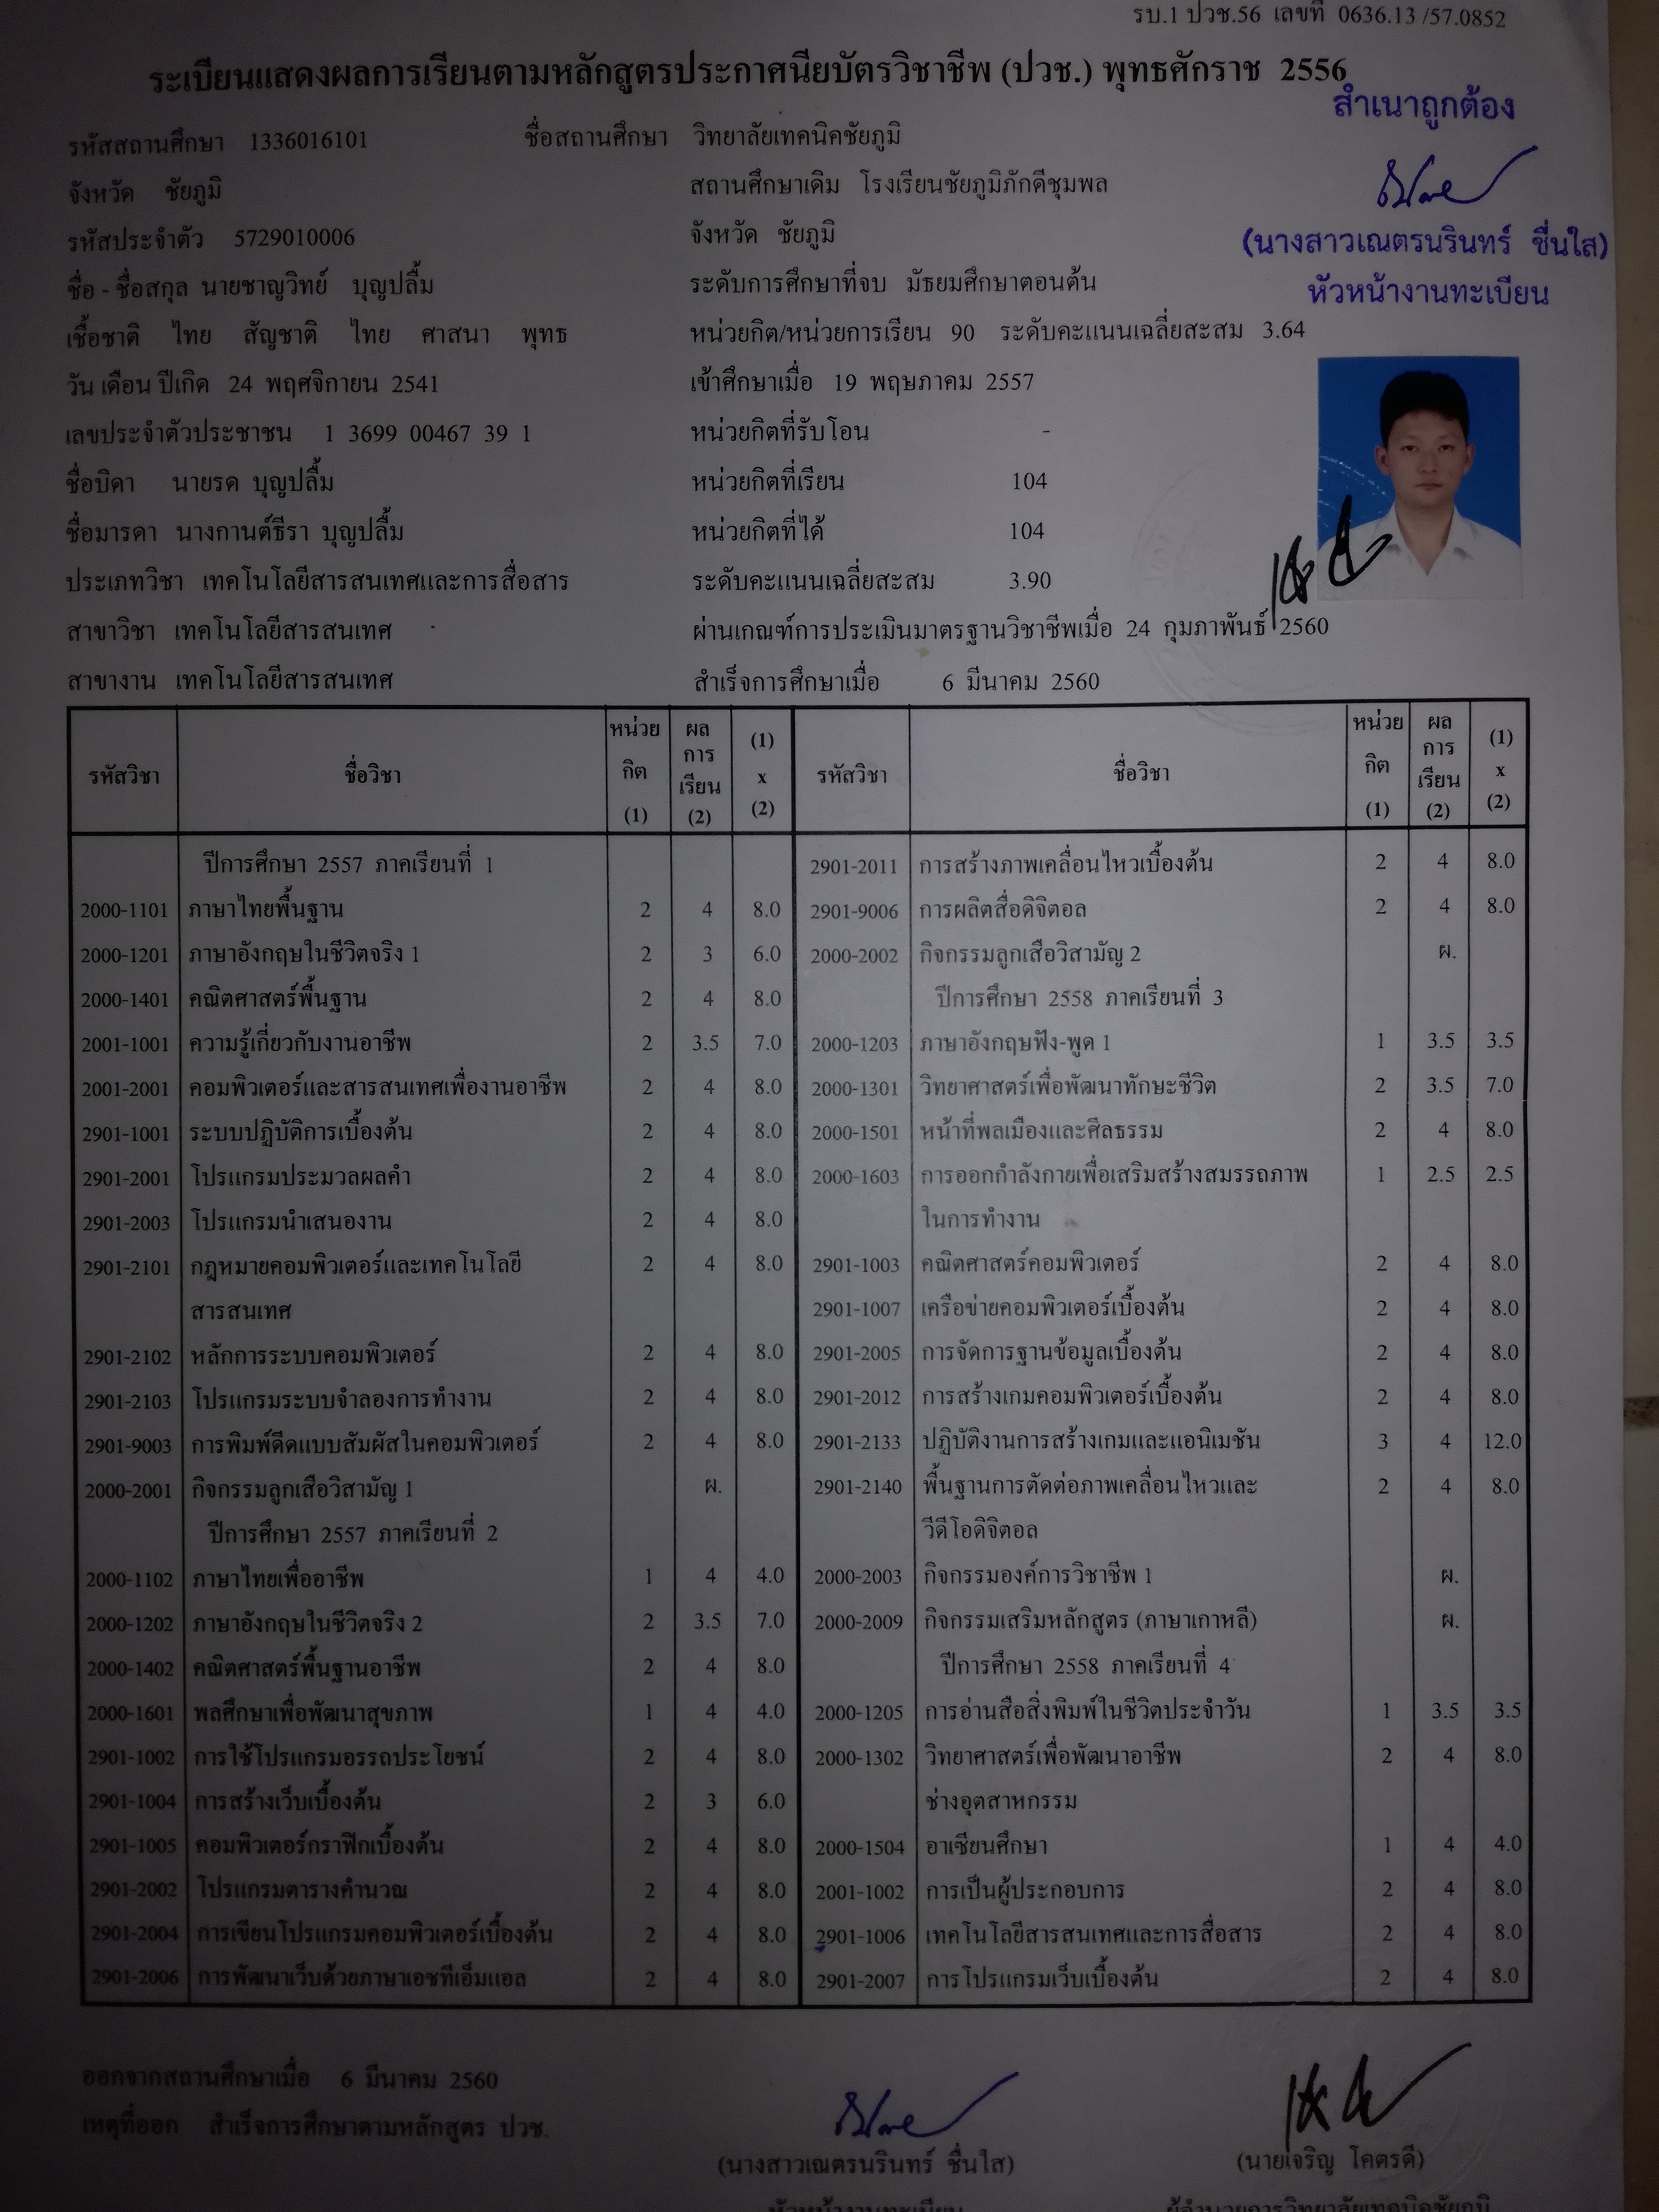 รบ.1 ปวช.56 เลขที่ 0636.13 /57.0852
ระเบียนแสดงผลการเรียนตามหลักสูตรประกาศนียบัตรวิชาชีพ (ปวช.) พุทธศักราช 2556
สำเนาถูกต้อง
(นางสาวเณตรนรินทร์ ชื่นใส)
หัวหน้างานทะเบียน
รหัสสถานศึกษา 1336016101 ชื่อสถานศึกษา วิทยาลัยเทคนิคชัยภูมิ
จังหวัด ชัยภูมิ สถานศึกษาเดิม โรงเรียนชัยภูมิภักดีชุมพล
รหัสประจำตัว 5729010006 จังหวัด ชัยภูมิ
ชื่อ - ชื่อสกุล นายชาญวิทย์ บุญปลื้ม ระดับการศึกษาที่จบ มัธยมศึกษาตอนต้น
เชื้อชาติ ไทย สัญชาติ ไทย ศาสนา พุทธ หน่วยกิต/หน่วยการเรียน 90 ระดับคะแนนเฉลี่ยสะสม 3.64
วัน เดือน ปีเกิด 24 พฤศจิกายน 2541 เข้าศึกษาเมื่อ 19 พฤษภาคม 2557
เลขประจำตัวประชาชน 1 3699 00467 39 1 หน่วยกิตที่รับโอน -
ชื่อบิดา นายรด บุญปลื้ม หน่วยกิตที่เรียน 104
ชื่อมารดา นางกานต์ธีรา บุญปลื้ม หน่วยกิตที่ได้ 104
ประเภทวิชา เทคโนโลยีสารสนเทศและการสื่อสาร ระดับคะแนนเฉลี่ยสะสม 3.90
สาขาวิชา เทคโนโลยีสารสนเทศ ผ่านเกณฑ์การประเมินมาตรฐานวิชาชีพเมื่อ 24 กุมภาพันธ์ 2560
สาขางาน เทคโนโลยีสารสนเทศ สำเร็จการศึกษาเมื่อ 6 มีนาคม 2560
รหัสวิชา ชื่อวิชา หน่วยกิต (1) ผลการเรียน (2) (1) x (2)
ปีการศึกษา 2557 ภาคเรียนที่ 1
2000-1101 ภาษาไทยพื้นฐาน 2 4 8.0
2000-1201 ภาษาอังกฤษในชีวิตจริง 1 2 3 6.0
2000-1401 คณิตศาสตร์พื้นฐาน 2 4 8.0
2001-1001 ความรู้เกี่ยวกับงานอาชีพ 2 3.5 7.0
2001-2001 คอมพิวเตอร์และสารสนเทศเพื่องานอาชีพ 2 4 8.0
2901-1001 ระบบปฏิบัติการเบื้องต้น 2 4 8.0
2901-2001 โปรแกรมประมวลผลคำ 2 4 8.0
2901-2003 โปรแกรมนำเสนองาน 2 4 8.0
2901-2101 กฎหมายคอมพิวเตอร์และเทคโนโลยี 2 4 8.0
สารสนเทศ
2901-2102 หลักการระบบคอมพิวเตอร์ 2 4 8.0
2901-2103 โปรแกรมระบบจำลองการทำงาน 2 4 8.0
2901-9003 การพิมพ์ดีดแบบสัมผัสในคอมพิวเตอร์ 2 4 8.0
2000-2001 กิจกรรมลูกเสือวิสามัญ 1 ผ.
ปีการศึกษา 2557 ภาคเรียนที่ 2
2000-1102 ภาษาไทยเพื่ออาชีพ 1 4 4.0
2000-1202 ภาษาอังกฤษในชีวิตจริง 2 2 3.5 7.0
2000-1402 คณิตศาสตร์พื้นฐานอาชีพ 2 4 8.0
2000-1601 พลศึกษาเพื่อพัฒนาสุขภาพ 1 4 4.0
2901-1002 การใช้โปรแกรมอรรถประโยชน์ 2 4 8.0
2901-1004 การสร้างเว็บเบื้องต้น 2 3 6.0
2901-1005 คอมพิวเตอร์กราฟิกเบื้องต้น 2 4 8.0
2901-2002 โปรแกรมตารางคำนวณ 2 4 8.0
2901-2004 การเขียนโปรแกรมคอมพิวเตอร์เบื้องต้น 2 4 8.0
2901-2006 การพัฒนาเว็บด้วยภาษาเอชทีเอ็มแอล 2 4 8.0
รหัสวิชา ชื่อวิชา หน่วยกิต (1) ผลการเรียน (2) (1) x (2)
2901-2011 การสร้างภาพเคลื่อนไหวเบื้องต้น 2 4 8.0
2901-9006 การผลิตสื่อดิจิตอล 2 4 8.0
2000-2002 กิจกรรมลูกเสือวิสามัญ 2 ผ.
ปีการศึกษา 2558 ภาคเรียนที่ 3
2000-1203 ภาษาอังกฤษฟัง-พูด 1 1 3.5 3.5
2000-1301 วิทยาศาสตร์เพื่อพัฒนาทักษะชีวิต 2 3.5 7.0
2000-1501 หน้าที่พลเมืองและศีลธรรม 2 4 8.0
2000-1603 การออกกำลังกายเพื่อเสริมสร้างสมรรถภาพ 1 2.5 2.5
ในการทำงาน
2901-1003 คณิตศาสตร์คอมพิวเตอร์ 2 4 8.0
2901-1007 เครือข่ายคอมพิวเตอร์เบื้องต้น 2 4 8.0
2901-2005 การจัดการฐานข้อมูลเบื้องต้น 2 4 8.0
2901-2012 การสร้างเกมคอมพิวเตอร์เบื้องต้น 2 4 8.0
2901-2133 ปฏิบัติงานการสร้างเกมและแอนิเมชัน 3 4 12.0
2901-2140 พื้นฐานการตัดต่อภาพเคลื่อนไหวและ 2 4 8.0
วีดีโอดิจิตอล
2000-2003 กิจกรรมองค์การวิชาชีพ 1 ผ.
2000-2009 กิจกรรมเสริมหลักสูตร (ภาษาเกาหลี) ผ.
ปีการศึกษา 2558 ภาคเรียนที่ 4
2000-1205 การอ่านสือสิ่งพิมพ์ในชีวิตประจำวัน 1 3.5 3.5
2000-1302 วิทยาศาสตร์เพื่อพัฒนาอาชีพ 2 4 8.0
ช่างอุตสาหกรรม
2000-1504 อาเซียนศึกษา 1 4 4.0
2001-1002 การเป็นผู้ประกอบการ 2 4 8.0
2901-1006 เทคโนโลยีสารสนเทศและการสื่อสาร 2 4 8.0
2901-2007 การโปรแกรมเว็บเบื้องต้น 2 4 8.0
ออกจากสถานศึกษาเมื่อ 6 มีนาคม 2560
เหตุที่ออก สำเร็จการศึกษาตามหลักสูตร ปวช.
(นางสาวเณตรนรินทร์ ชื่นใส) (นายเจริญ โคตรดี)
หัวหน้างานทะเบียน ผู้อำนวยการวิทยาลัยเทคนิคชัยภูมิ